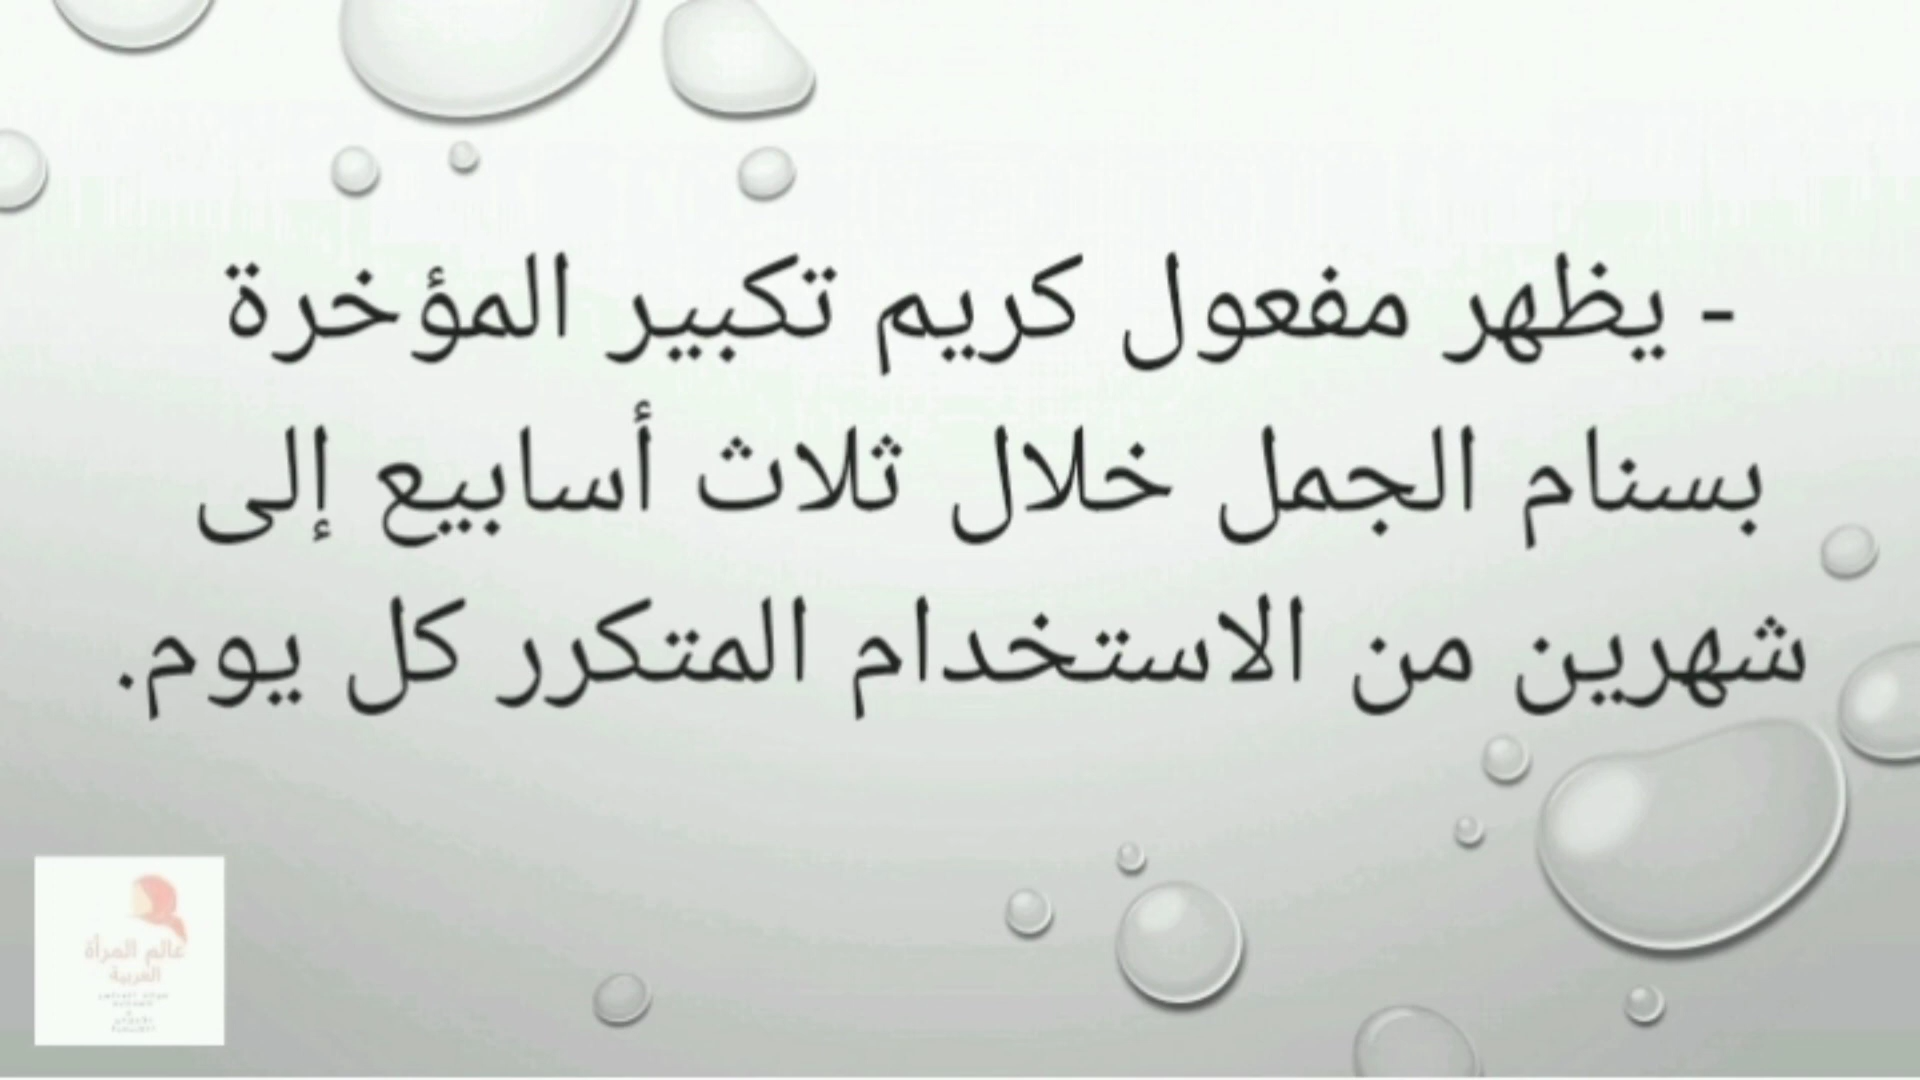 - يظهر مفعول كريم تكبير المؤخرة
بسنام الجمل خلال ثلاث أسابيع إلى
شهرين من الاستخدام المتكرر كل يوم.
عالم المرأة
العربية